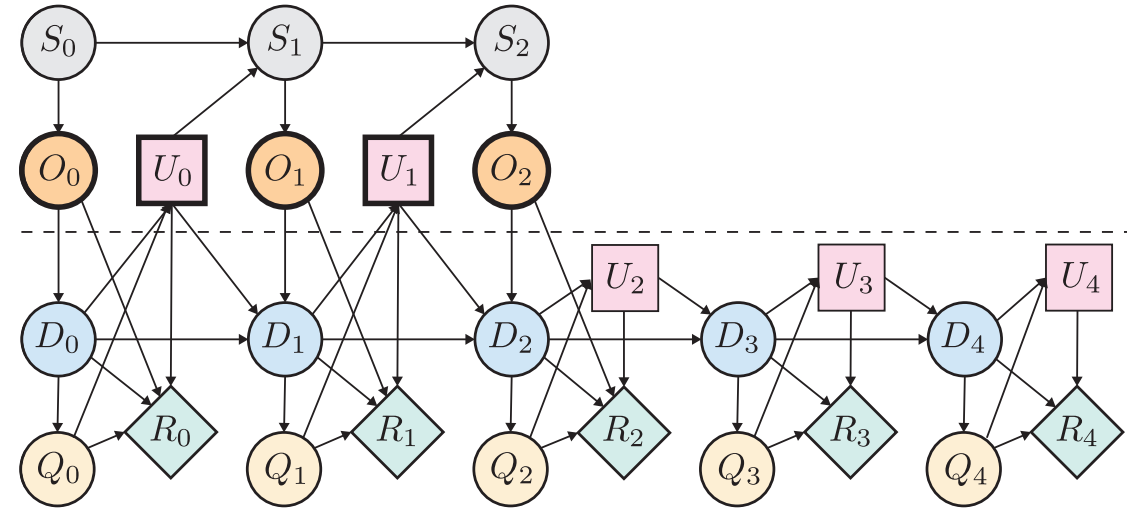 S₀ S₁ S₂
O₀ U₀ O₁ U₁ O₂
U₂ U₃ U₄
D₀ D₁ D₂ D₃ D₄
R₀ R₁ R₂ R₃ R₄
Q₀ Q₁ Q₂ Q₃ Q₄